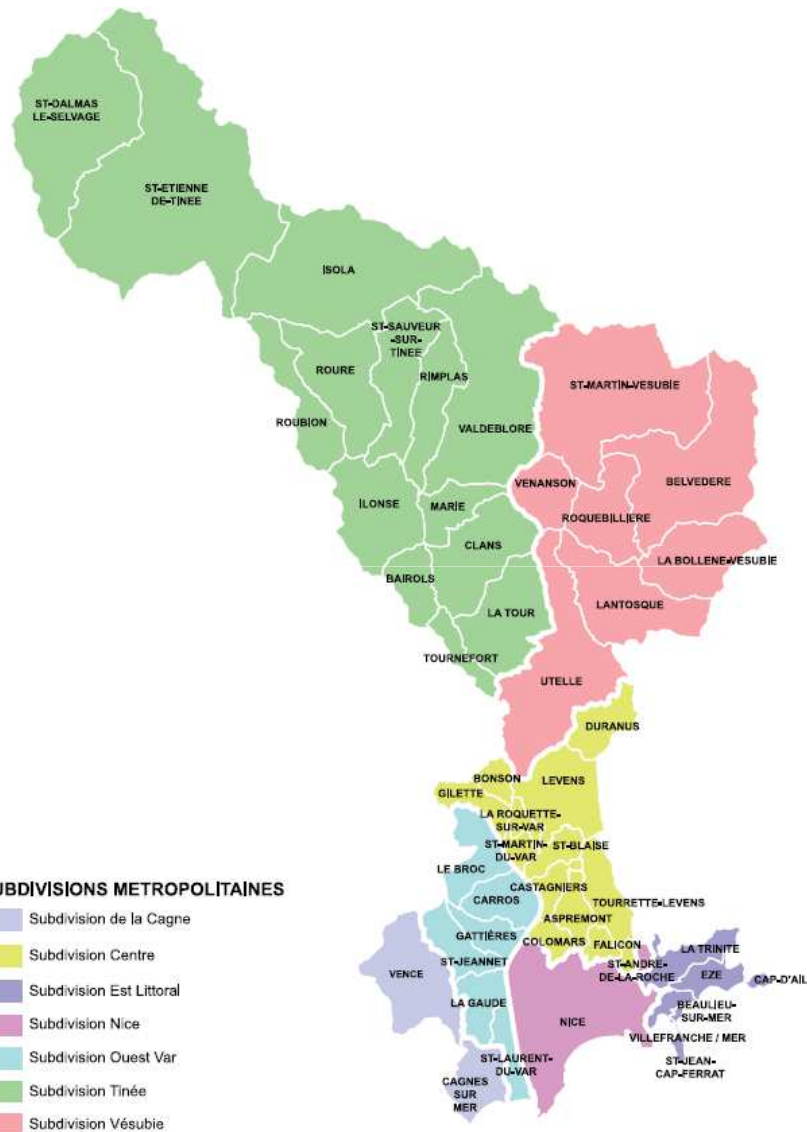 ST-DALMAS
LE-SELVAGE
ST-ETIENNE
DE-TINEE
ISOLA
ST-SAUVEUR
-SUR-
TINEE
ROURE
RIMPLAS
ST-MARTIN-VESUBIE
ROUBION
VALDEBLORE
VENANSON
BELVEDERE
ILONSE
MARIE
ROQUEBILLIERE
CLANS
LA BOLLENE-VESUBIE
BAIROLS
LANTOSQUE
LA TOUR
TOURNEFORT
UTELLE
DURANUS
BONSON
LEVENS
GILETTE
LA ROQUETTE-
SUR-VAR
ST-MARTIN-
DU-VAR
ST-BLAISE
LE BROC
CASTAGNIERS
CARROS
TOURRETTE-LEVENS
ASPREMONT
GATTIÈRES
COLOMARS
FALICON
ST-JEANNET
ST-ANDRE-
DE-LA-ROCHE
LA TRINITE
VENCE
EZE
CAP-D'AIL
LA GAUDE
BEAULIEU-
SUR-MER
NICE
VILLEFRANCHE / MER
ST-LAURENT-
DU-VAR
ST-JEAN-
CAP-FERRAT
CAGNES
SUR
MER
UBDIVISIONS METROPOLITAINES
Subdivision de la Cagne
Subdivision Centre
Subdivision Est Littoral
Subdivision Nice
Subdivision Ouest Var
Subdivision Tinée
Subdivision Vésubie